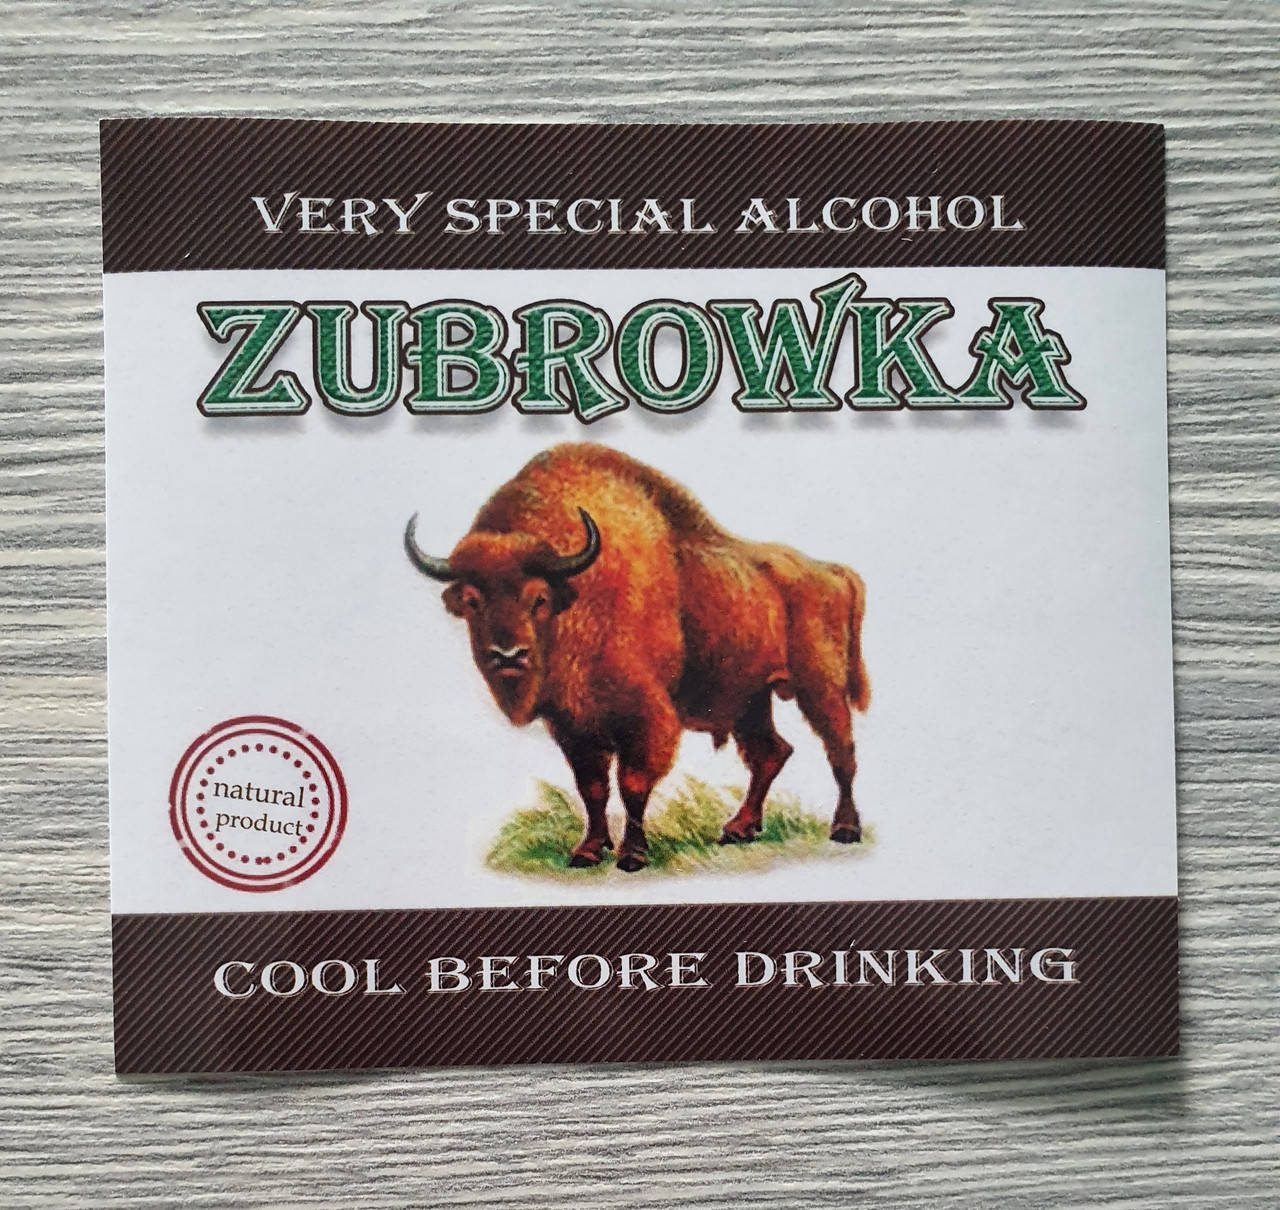 VERY SPECIAL ALCOHOL
ZUBROWKA
natural
product
COOL BEFORE DRINKING